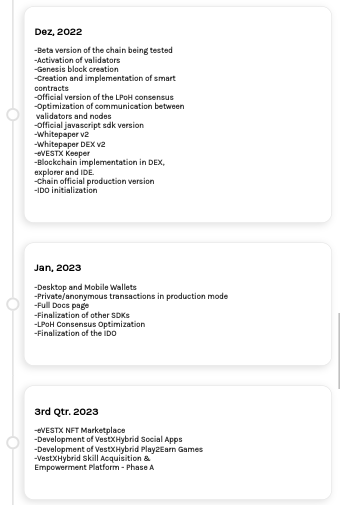 Dez, 2022
-Beta version of the chain being tested
-Activation of validators
-Genesis block creation
-Creation and implementation of smart
contracts
-Official version of the LPoH consensus
-Optimization of communication between
validators and nodes
-Official javascript sdk version
-Whitepaper v2
-Whitepaper DEX v2
-eVESTX Keeper
-Blockchain implementation in DEX,
explorer and IDE.
-Chain official production version
-IDO initialization
Jan, 2023
-Desktop and Mobile Wallets
-Private/anonymous transactions in production mode
-Full Docs page
-Finalization of other SDKs
-LPoH Consensus Optimization
-Finalization of the IDO
3rd Qtr. 2023
-eVESTX NFT Marketplace
-Development of VestXHybrid Social Apps
-Development of VestXHybrid Play2Earn Games
-VestXHybrid Skill Acquisition &
Empowerment Platform - Phase A